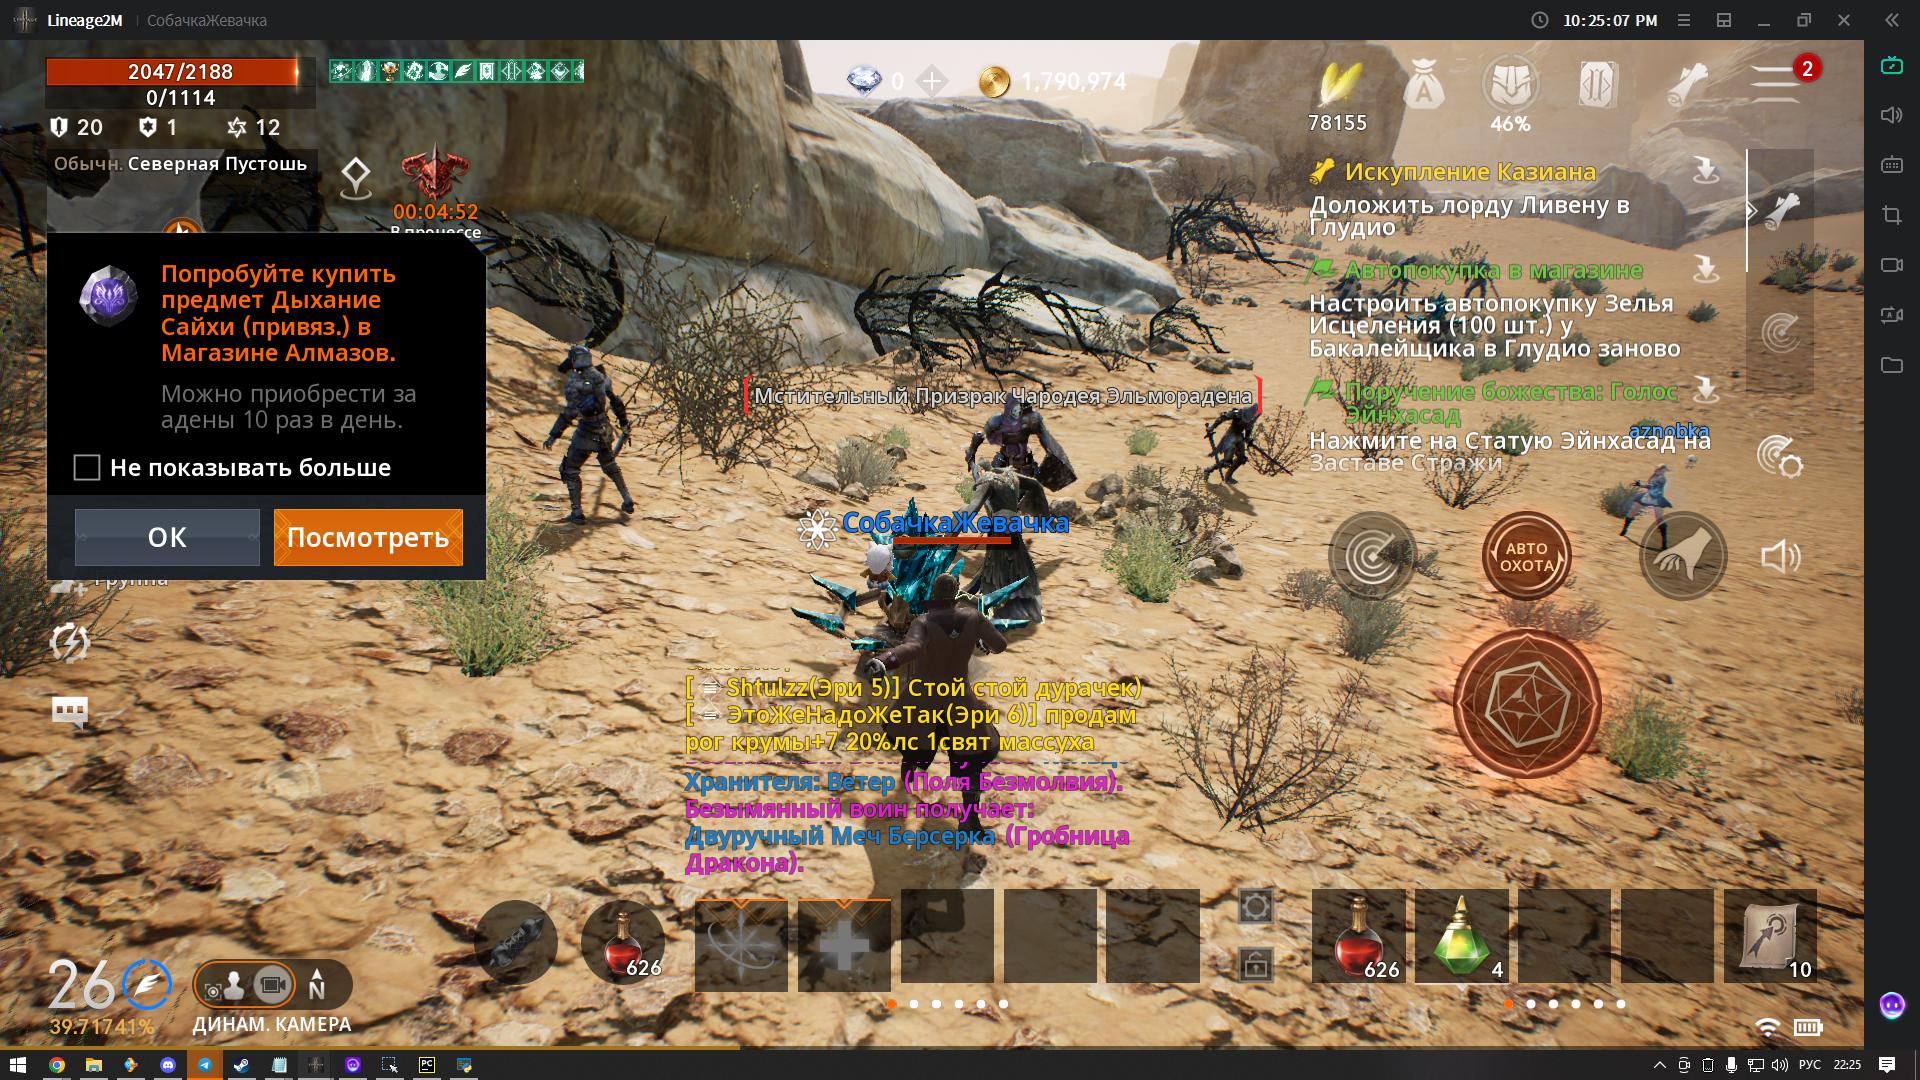 Lineage2M | СобачкаЖевачка
10:25:07 PM
2047/2188
0/1114
20 1 12
Обычн. Северная Пустошь
00:04:52
В процессе
0
1,790,974
78155
46%
2
Искупление Казиана
Доложить лорду Ливену в
Глудио
Автопокупка в магазине
Настроить автопокупку Зелья
Исцеления (100 шт.) у
Бакалейщика в Глудио заново
Поручение божества: Голос
Эйнхасад
Нажмите на Статую Эйнхасад на
Заставе Стражи
aznobka
Попробуйте купить
предмет Дыхание
Сайхи (привяз.) в
Магазине Алмазов.
Можно приобрести за
адены 10 раз в день.
Не показывать больше
ОК
Посмотреть
Группа
Мстительный Призрак Чародея Эльморадена
СобачкаЖевачка
АВТО
ОХОТА
[ Shtulzz(Эри 5)] Стой стой дурачек)
[ ЭтоЖеНадоЖеТак(Эри 6)] продам
рог крумы+7 20%лс 1свят массуха
Хранителя: Ветер (Поля Безмолвия).
Безымянный воин получает:
Двуручный Меч Берсерка (Гробница
Дракона).
626
626
4
10
26
39.71741%
N
ДИНАМ. КАМЕРА
PC
РУС
22:25